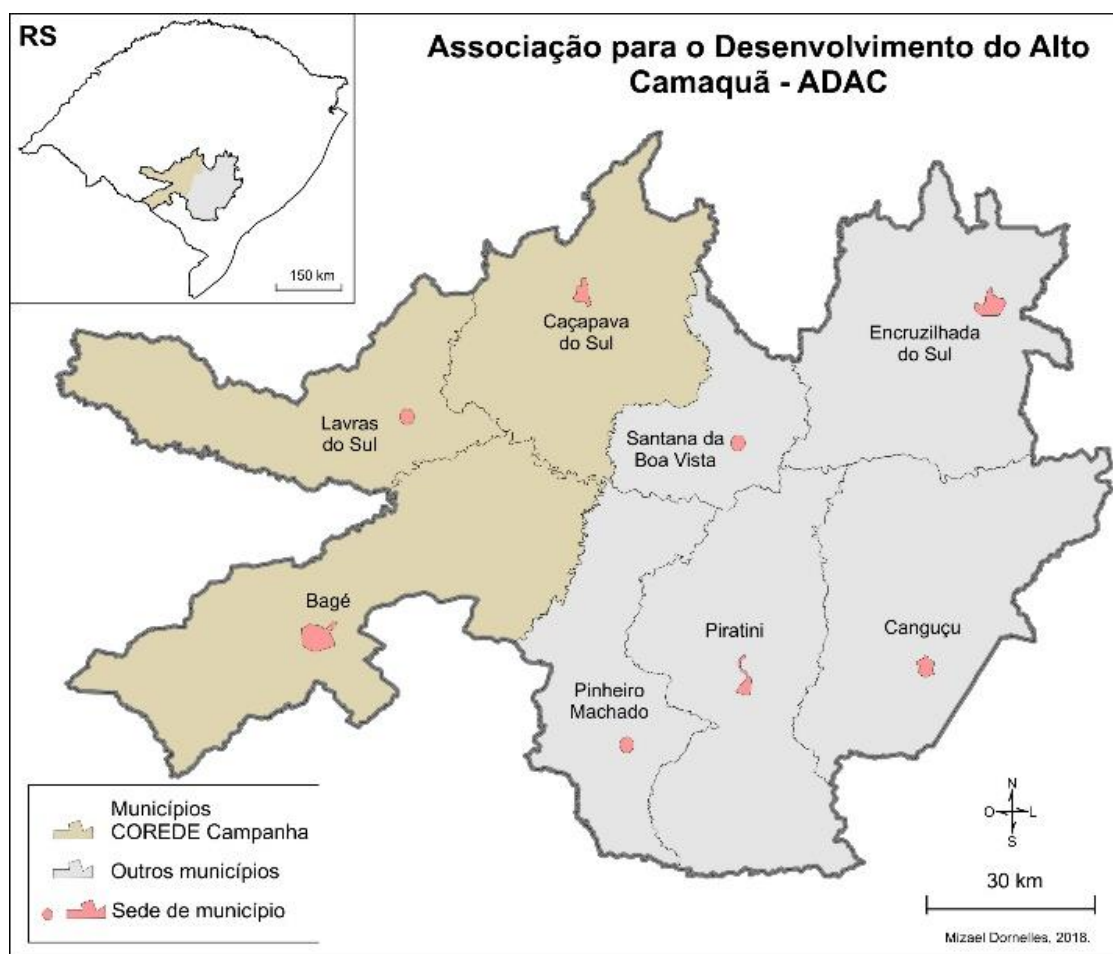 RS
150 km
Associação para o Desenvolvimento do Alto
Camaquã - ADAC
Caçapava
do Sul
Encruzilhada
do Sul
Lavras
do Sul
Santana da
Boa Vista
Bagé
Piratini
Canguçu
Pinheiro
Machado
Municípios
COREDE Campanha
Outros municípios
Sede de município
N
O L
S
30 km
Mizael Dornelles, 2018.